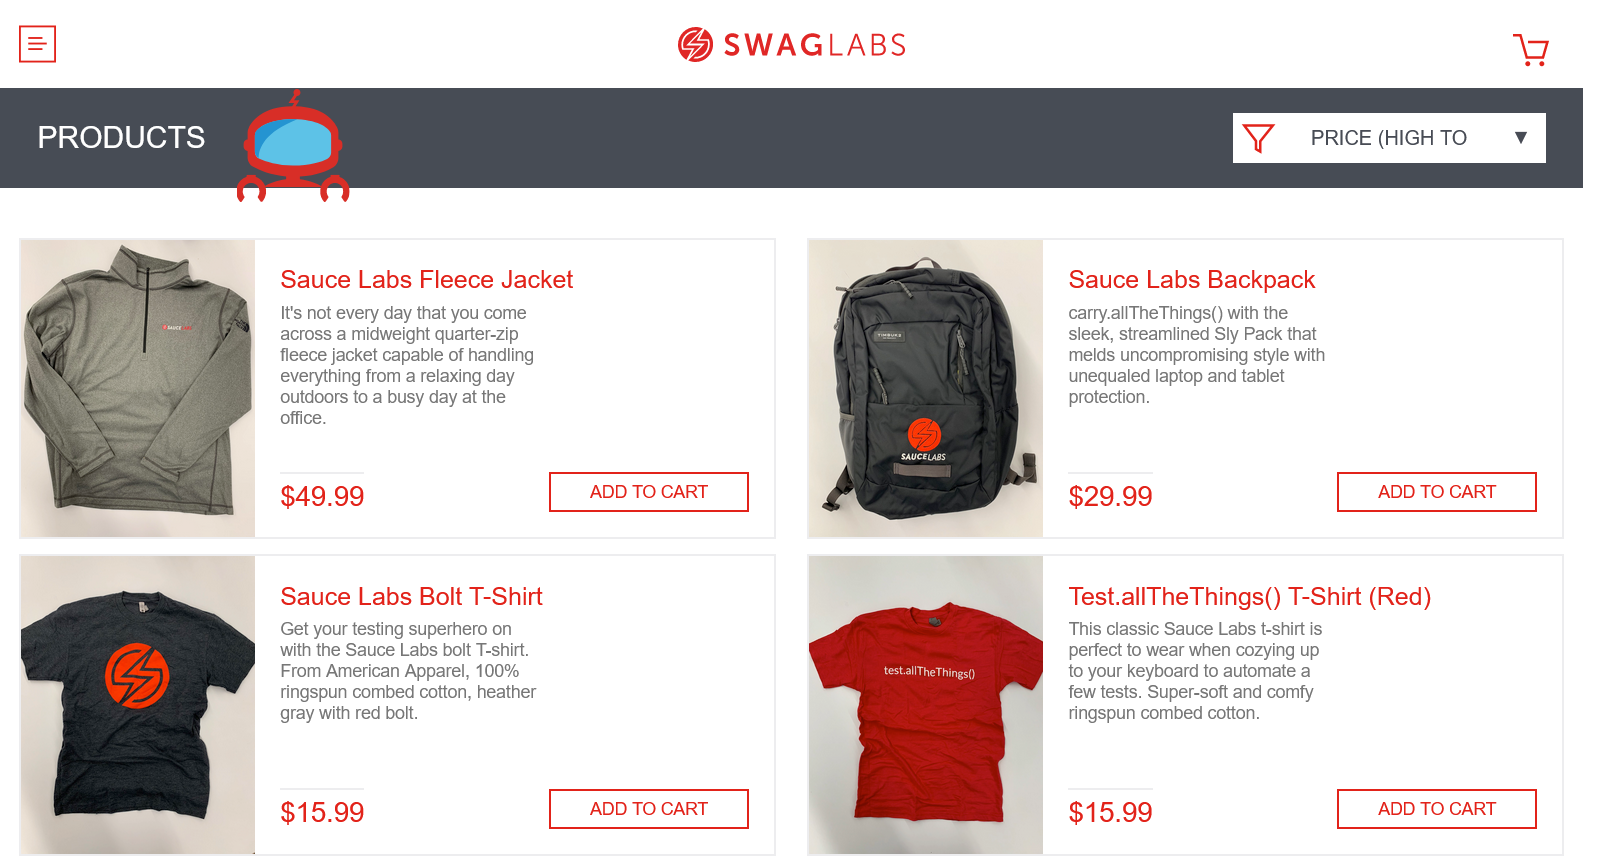 SWAGLABS
PRODUCTS
PRICE (HIGH TO
▼
Sauce Labs Fleece Jacket
It's not every day that you come
across a midweight quarter-zip
fleece jacket capable of handling
everything from a relaxing day
outdoors to a busy day at the
office.
$49.99
ADD TO CART
SAUCELABS
Sauce Labs Backpack
carry.allTheThings() with the
sleek, streamlined Sly Pack that
melds uncompromising style with
unequaled laptop and tablet
protection.
$29.99
ADD TO CART
TIMBUK2
SAUCELABS
Sauce Labs Bolt T-Shirt
Get your testing superhero on
with the Sauce Labs bolt T-shirt.
From American Apparel, 100%
ringspun combed cotton, heather
gray with red bolt.
$15.99
ADD TO CART
Test.allTheThings() T-Shirt (Red)
This classic Sauce Labs t-shirt is
perfect to wear when cozying up
to your keyboard to automate a
few tests. Super-soft and comfy
ringspun combed cotton.
$15.99
ADD TO CART
test.allTheThings()